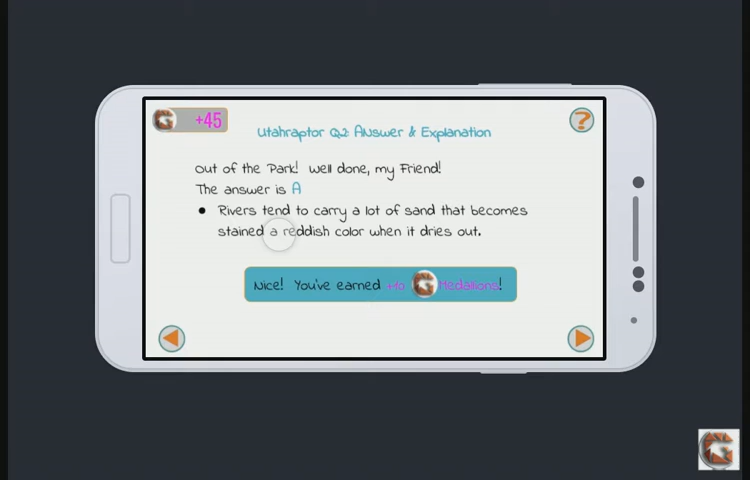 +45
Utahraptor Q2: Answer & Explanation
?
Out of the Park! Well done, my Friend!
The answer is A
• Rivers tend to carry a lot of sand that becomes
stained a reddish color when it dries out.
Nice! You've earned +10 Medallions!